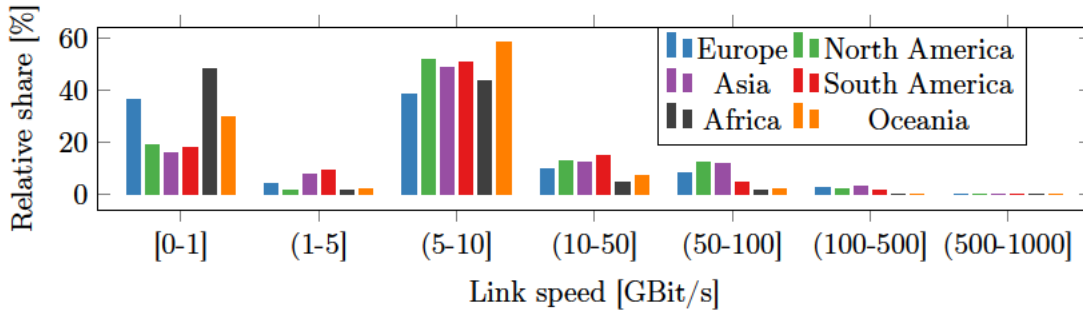 Relative share [%]
60
40
20
0
Europe North America
Asia South America
Africa Oceania
[0-1] (1-5] (5-10] (10-50] (50-100] (100-500] (500-1000]
Link speed [GBit/s]